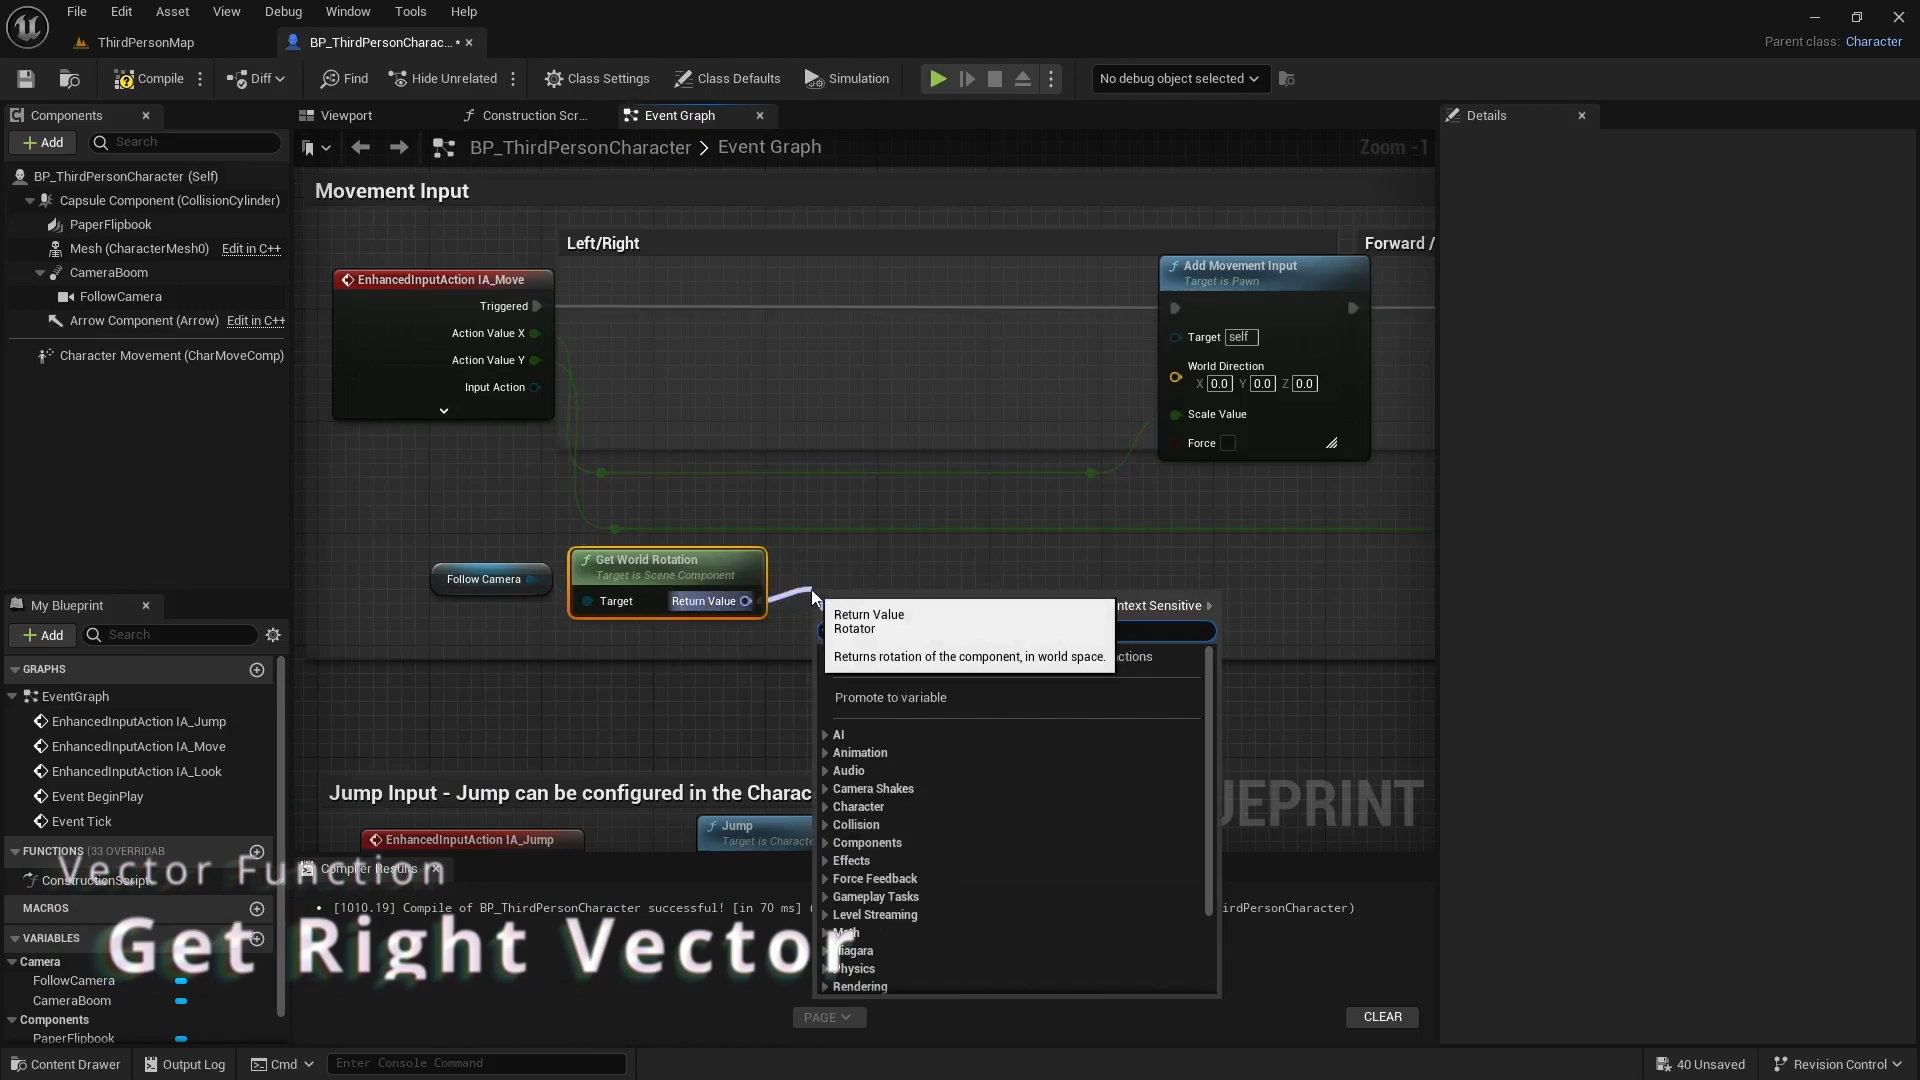 File Edit Asset View Debug Window Tools Help
ThirdPersonMap
BP_ThirdPersonCharac... *
Parent class: Character
Compile
Diff
Find
Hide Unrelated
Class Settings
Class Defaults
Simulation
No debug object selected
Components
Add
Search
BP_ThirdPersonCharacter (Self)
Capsule Component (CollisionCylinder)
PaperFlipbook
Mesh (CharacterMesh0) Edit in C++
CameraBoom
FollowCamera
Arrow Component (Arrow) Edit in C++
Character Movement (CharMoveComp)
Viewport
Construction Scr...
Event Graph
BP_ThirdPersonCharacter > Event Graph
Zoom -1
Details
Movement Input
Left/Right
Forward /
EnhancedInputAction IA_Move
Triggered
Action Value X
Action Value Y
Input Action
Add Movement Input
Target is Pawn
Target self
World Direction
X 0.0 Y 0.0 Z 0.0
Scale Value
Force
Follow Camera
Get World Rotation
Target is Scene Component
Target
Return Value
Return Value
Rotator
Returns rotation of the component, in world space.
ntext Sensitive
ctions
Promote to variable
AI
Animation
Audio
Camera Shakes
Character
Collision
Components
Effects
Force Feedback
Gameplay Tasks
Level Streaming
Math
Niagara
Physics
Rendering
UEPRINT
Jump Input - Jump can be configured in the Charac
EnhancedInputAction IA_Jump
Jump
Target is Characte
My Blueprint
Add
Search
GRAPHS
EventGraph
EnhancedInputAction IA_Jump
EnhancedInputAction IA_Move
EnhancedInputAction IA_Look
Event BeginPlay
Event Tick
FUNCTIONS (33 OVERRIDAB
ConstructionScript
MACROS
VARIABLES
Camera
FollowCamera
CameraBoom
Components
PaperFlipbook
Vector Function
Get Right Vector
Compiler Results
[1010.19] Compile of BP_ThirdPersonCharacter successful! [in 70 ms] (
irdPersonCharacter)
PAGE
CLEAR
Content Drawer
Output Log
Cmd
Enter Console Command
40 Unsaved
Revision Control